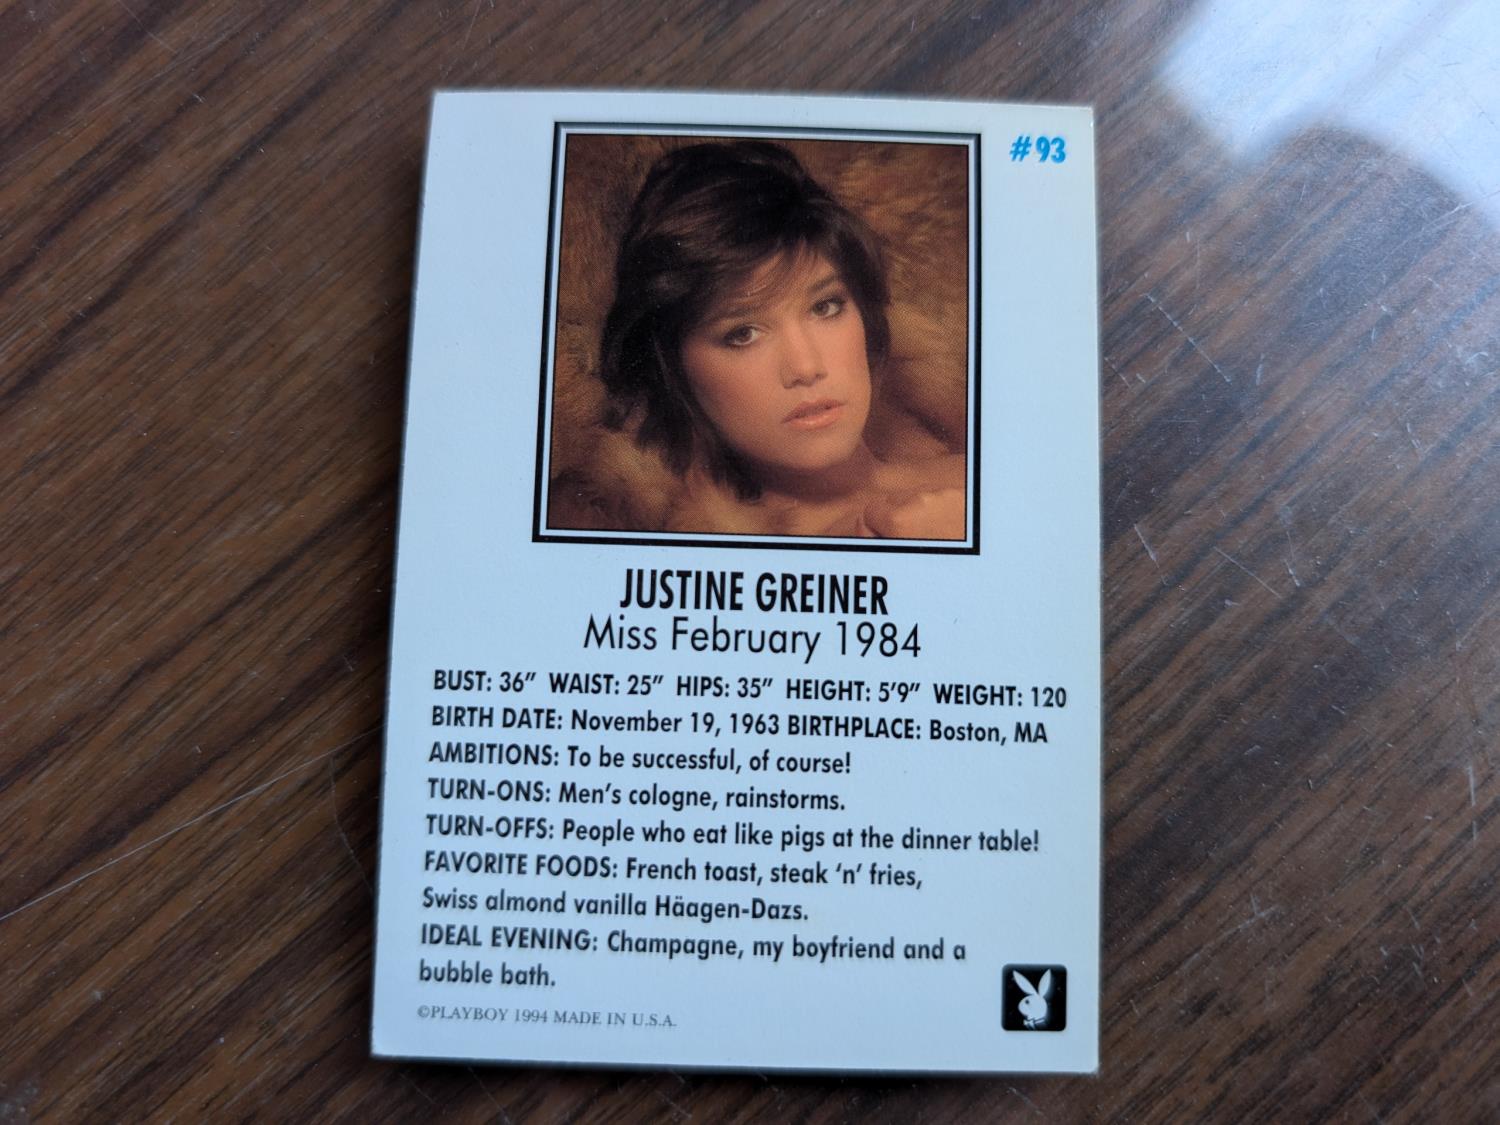 #93
JUSTINE GREINER
Miss February 1984
BUST: 36" WAIST: 25" HIPS: 35" HEIGHT: 5'9" WEIGHT: 120
BIRTH DATE: November 19, 1963 BIRTHPLACE: Boston, MA
AMBITIONS: To be successful, of course!
TURN-ONS: Men's cologne, rainstorms.
TURN-OFFS: People who eat like pigs at the dinner table!
FAVORITE FOODS: French toast, steak 'n' fries,
Swiss almond vanilla Häagen-Dazs.
IDEAL EVENING: Champagne, my boyfriend and a
bubble bath.
©PLAYBOY 1994 MADE IN U.S.A.